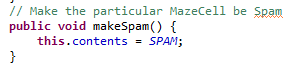 // Make the particular MazeCell be Spam
public void makeSpam() {
    this.contents = SPAM;
}